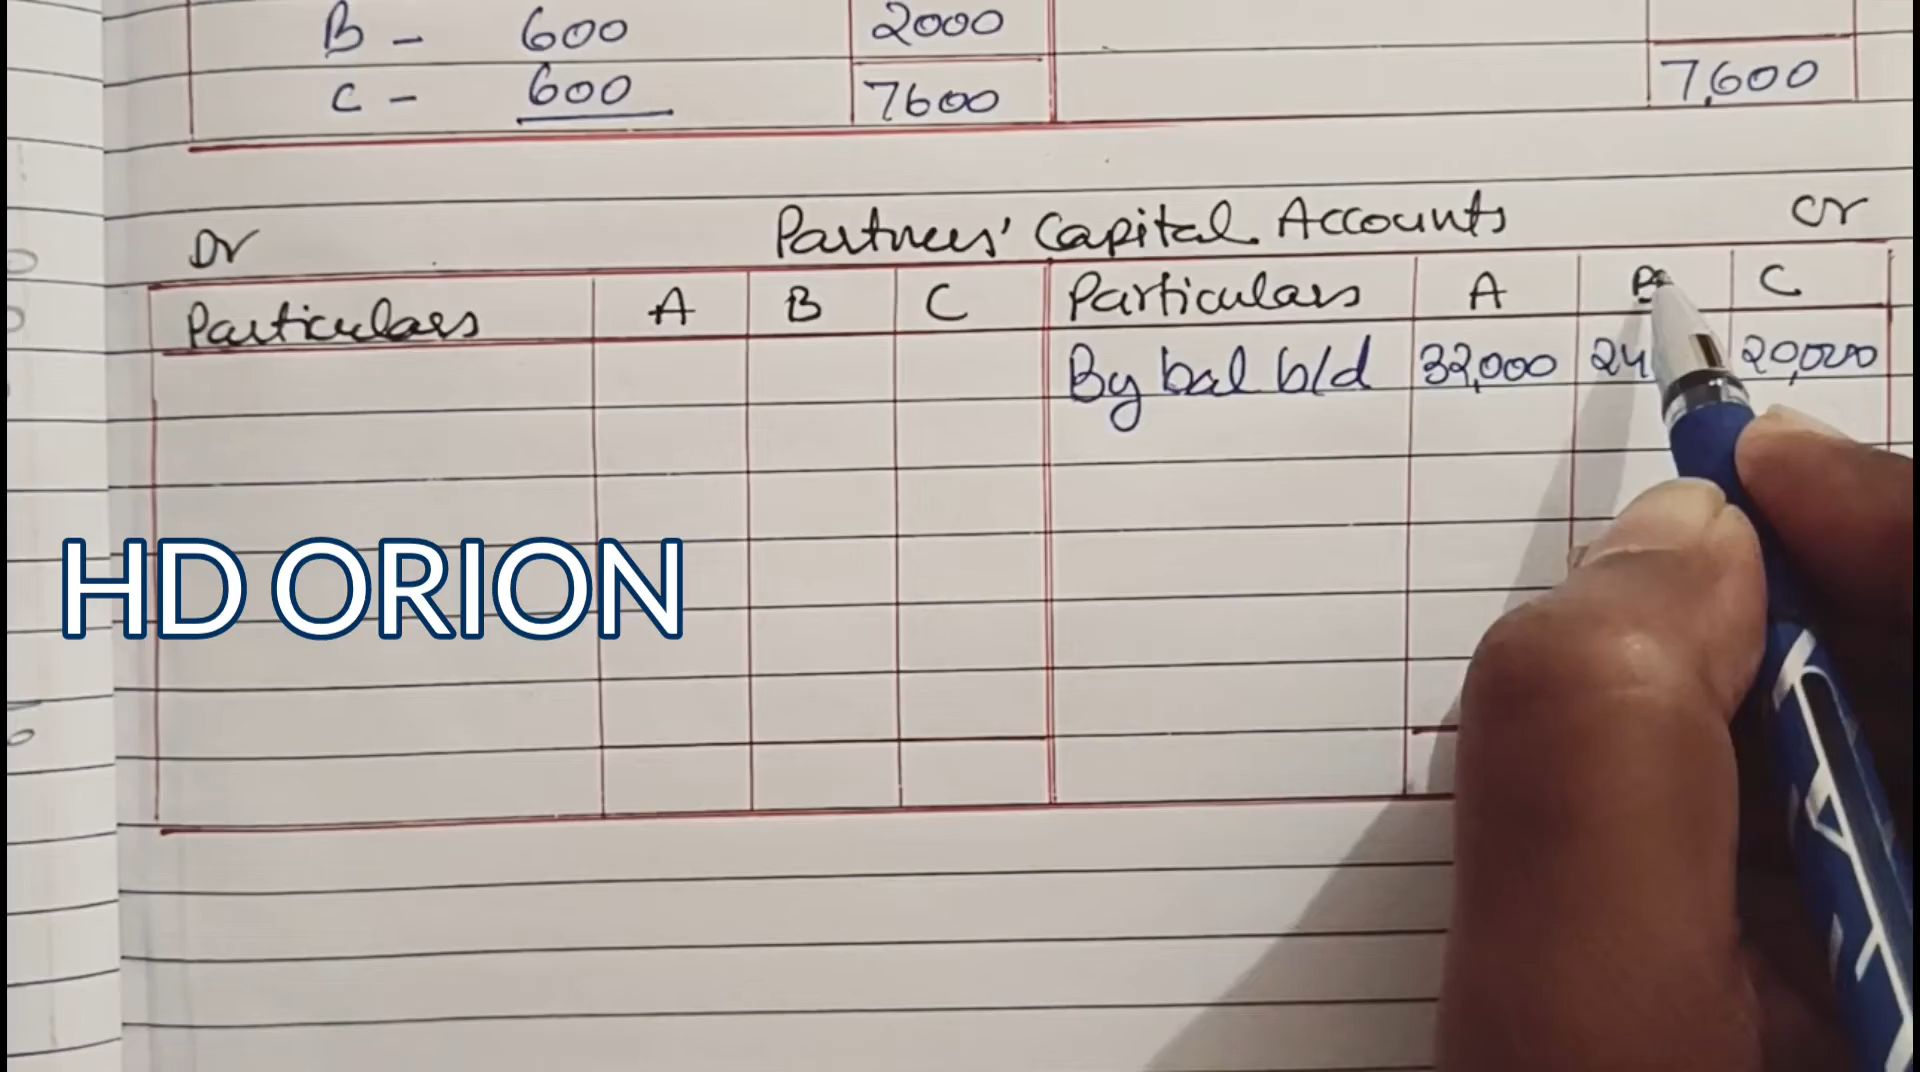 B - 600 2000
C - 600 7600 7,600
Dr Partners' Capital Accounts Cr
Particulars A B C Particulars A B C
By bal b/d 32,000 24 20,000
HD ORION